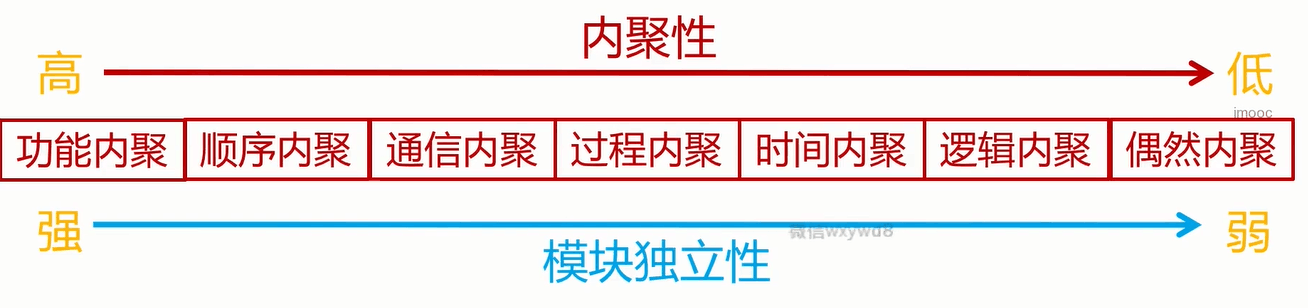 内聚性
高
低
imooc
功能内聚 顺序内聚 通信内聚 过程内聚 时间内聚 逻辑内聚 偶然内聚
强
弱
微信wxywd8
模块独立性